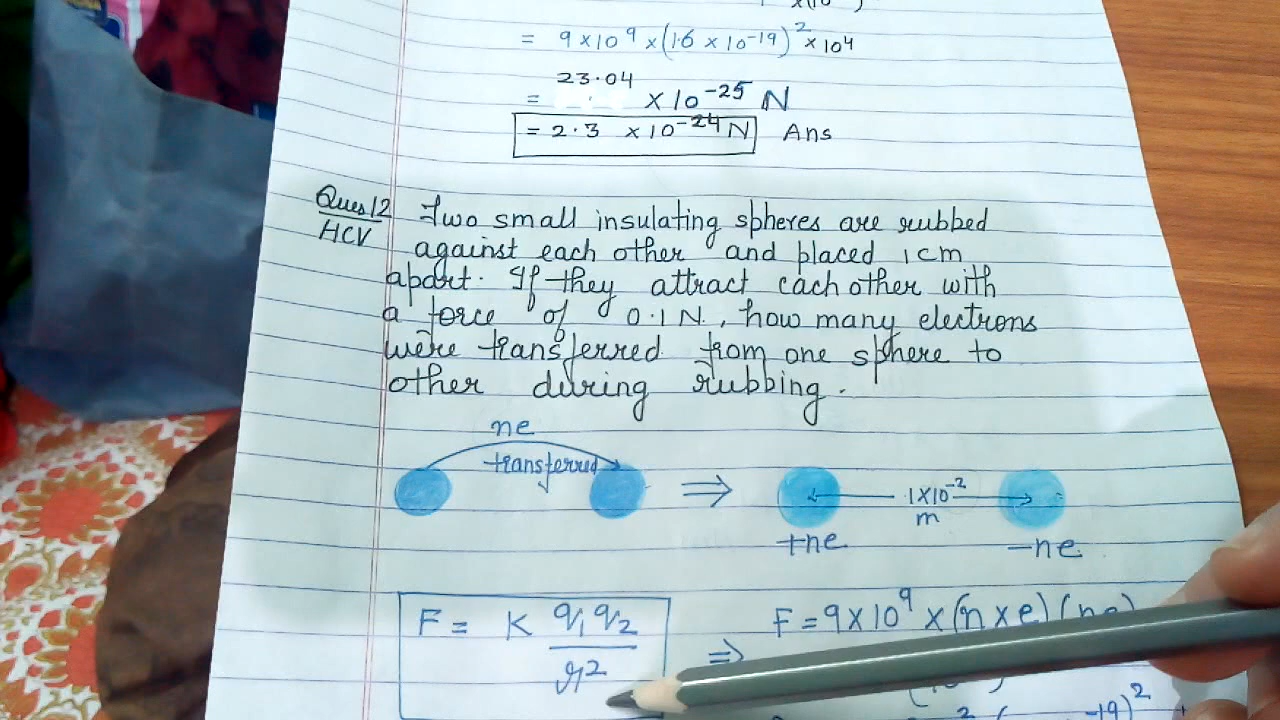 = 9 × 10⁹ × (1.6 × 10⁻¹⁹)² × 10⁴
23.04
= × 10⁻²⁵ N
= 2.3 × 10⁻²⁴ N Ans
Ques 12 Two small insulating spheres are rubbed
HCV against each other and placed 1 cm
apart. If they attract each other with
a force of 0.1 N, how many electrons
were transferred from one sphere to
other during rubbing.
ne
transferred
⇒
1×10⁻²
m
+ne
−ne
F = K q₁q₂ / r²
⇒ F = 9 × 10⁹ × (n × e) (ne)